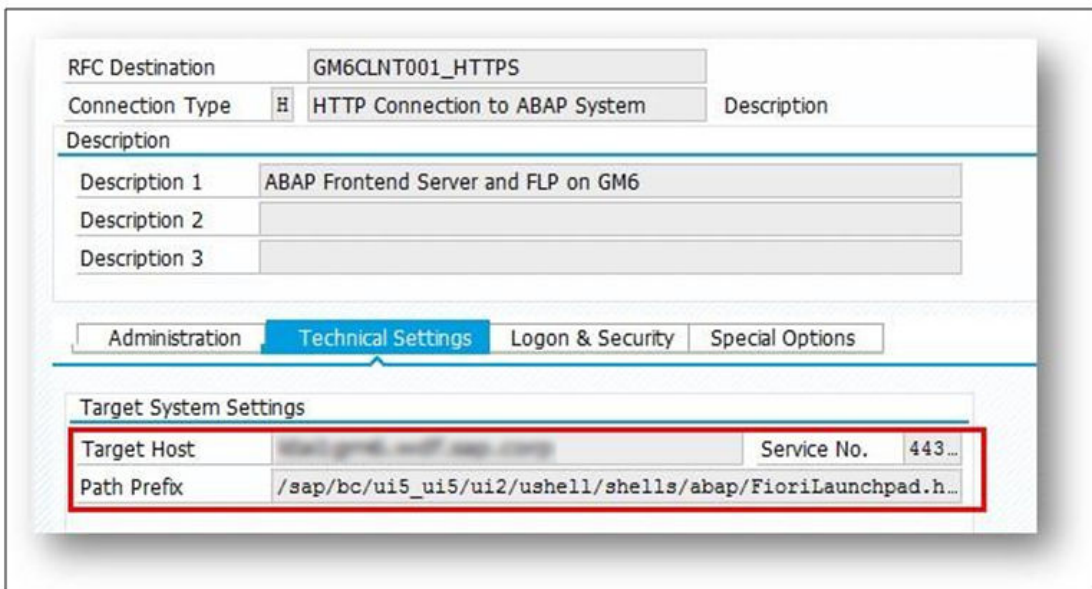 RFC Destination GM6CLNT001_HTTPS
Connection Type H HTTP Connection to ABAP System Description
Description
Description 1 ABAP Frontend Server and FLP on GM6
Description 2
Description 3
Administration Technical Settings Logon & Security Special Options
Target System Settings
Target Host Service No. 443…
Path Prefix /sap/bc/ui5_ui5/ui2/ushell/shells/abap/FioriLaunchpad.h…